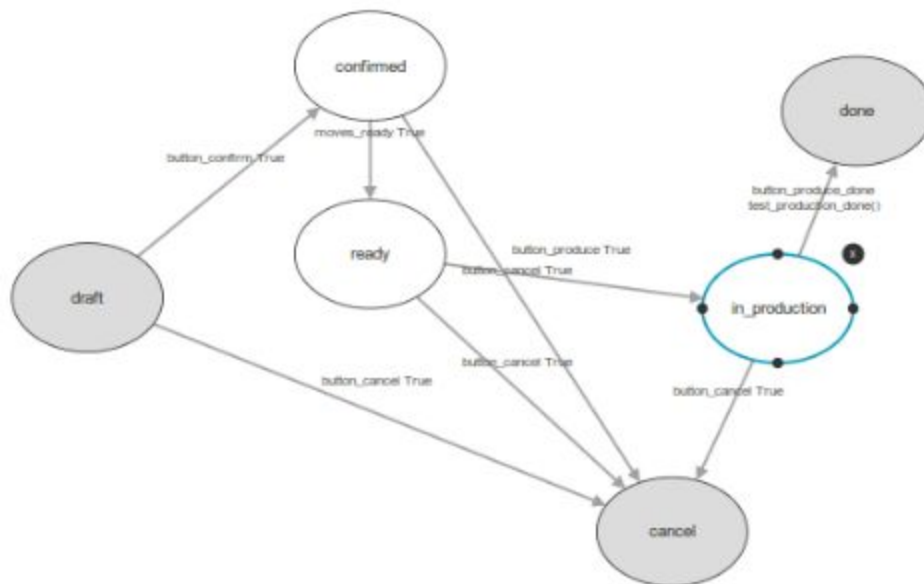 confirmed
done
moves_ready True
button_confirm True
button_produce_done
test_production_done()
button_produce True
ready
button_cancel True
x
draft
in_production
button_cancel True
button_cancel True
button_cancel True
cancel